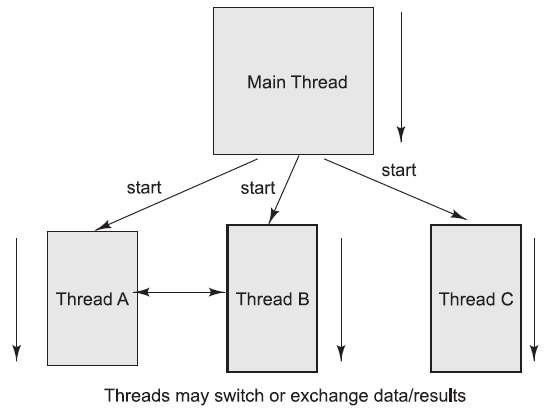 Main Thread
start
start
start
Thread A
Thread B
Thread C
Threads may switch or exchange data/results